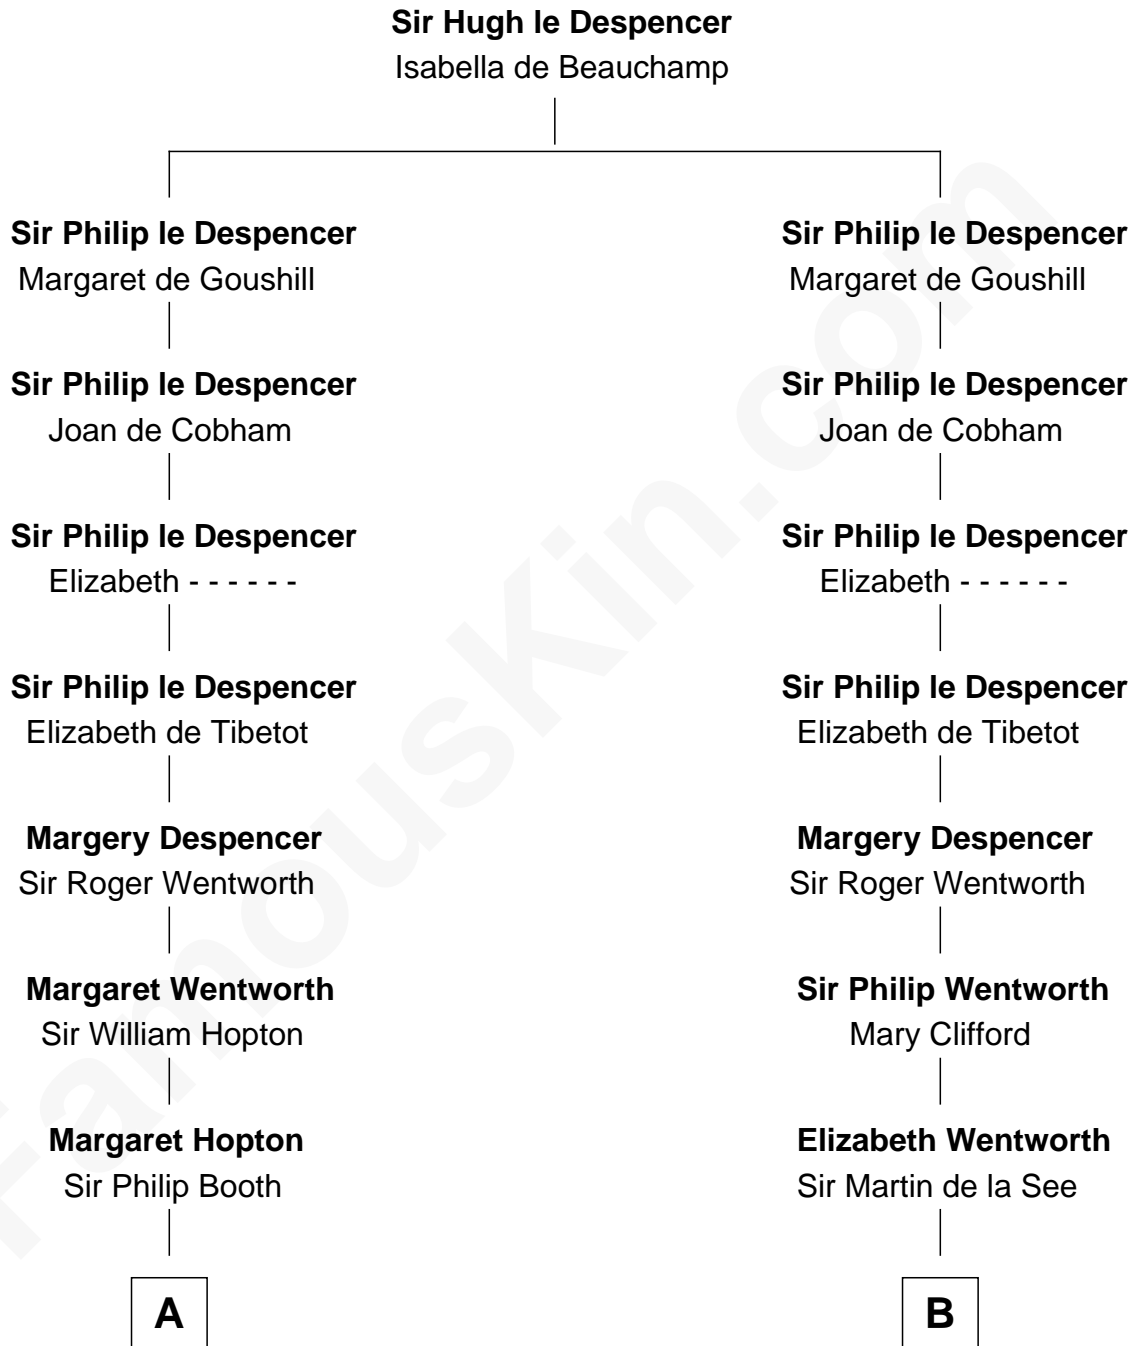 Sir Hugh le Despencer
Isabella de Beauchamp
Sir Philip le Despencer
Margaret de Goushill
Sir Philip le Despencer
Margaret de Goushill
Sir Philip le Despencer
Joan de Cobham
Sir Philip le Despencer
Joan de Cobham
Sir Philip le Despencer
Elizabeth - - - - - -
Sir Philip le Despencer
Elizabeth - - - - - -
Sir Philip le Despencer
Elizabeth de Tibetot
Sir Philip le Despencer
Elizabeth de Tibetot
Margery Despencer
Sir Roger Wentworth
Margery Despencer
Sir Roger Wentworth
Margaret Wentworth
Sir William Hopton
Sir Philip Wentworth
Mary Clifford
Margaret Hopton
Sir Philip Booth
Elizabeth Wentworth
Sir Martin de la See
A
B
FamousKin.com